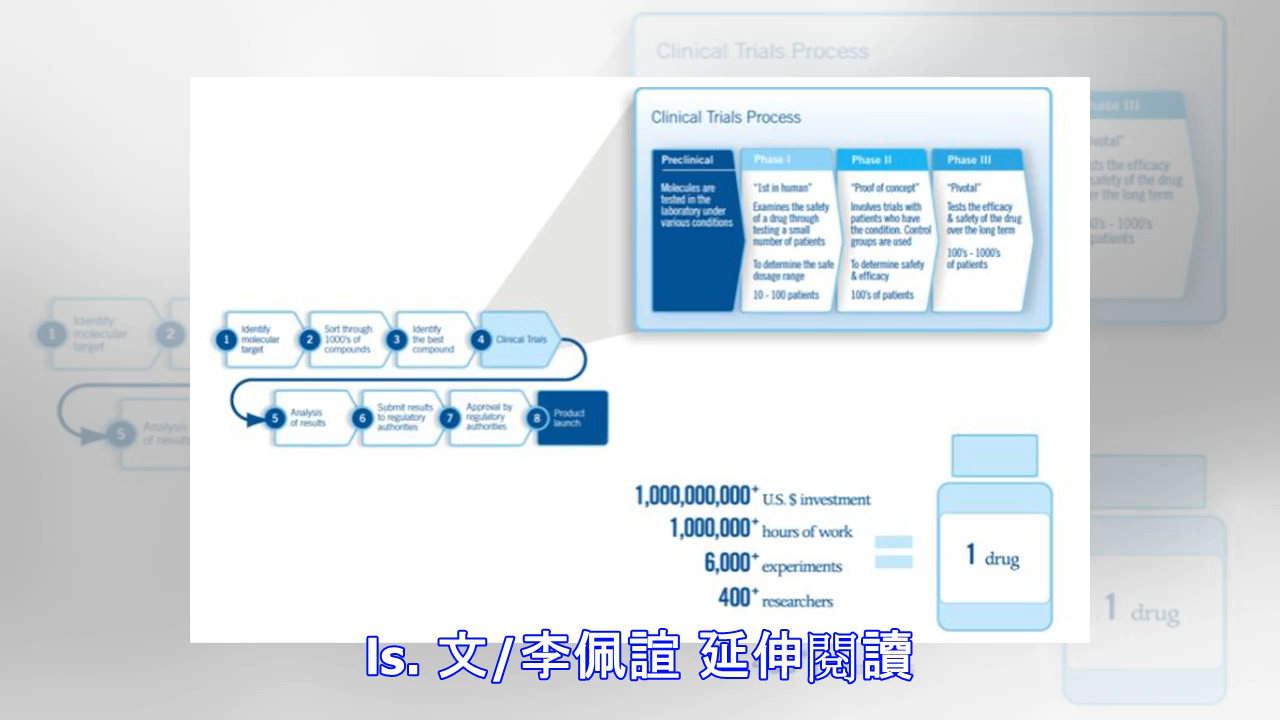 Clinical Trials Process
Preclinical
Molecules are
tested in the
laboratory under
various conditions
Phase I
"1st in human"
Examines the safety
of a drug through
testing a small
number of patients
To determine the safe
dosage range
10 - 100 patients
Phase II
"Proof of concept"
Involves trials with
patients who have
the condition. Control
groups are used
To determine safety
& efficacy
100's of patients
Phase III
"Pivotal"
Tests the efficacy
& safety of the drug
over the long term
100's - 1000's
of patients
1 Identify
molecular
target
2 Sort through
1000's of
compounds
3 Identify
the best
compound
4 Clinical Trials
5 Analysis
of results
6 Submit results
to regulatory
authorities
7 Approval by
regulatory
authorities
8 Product
launch
1,000,000,000+ U.S. $ investment
1,000,000+ hours of work
6,000+ experiments
400+ researchers
1 drug
ls. 文/李佩誼 延伸閱讀